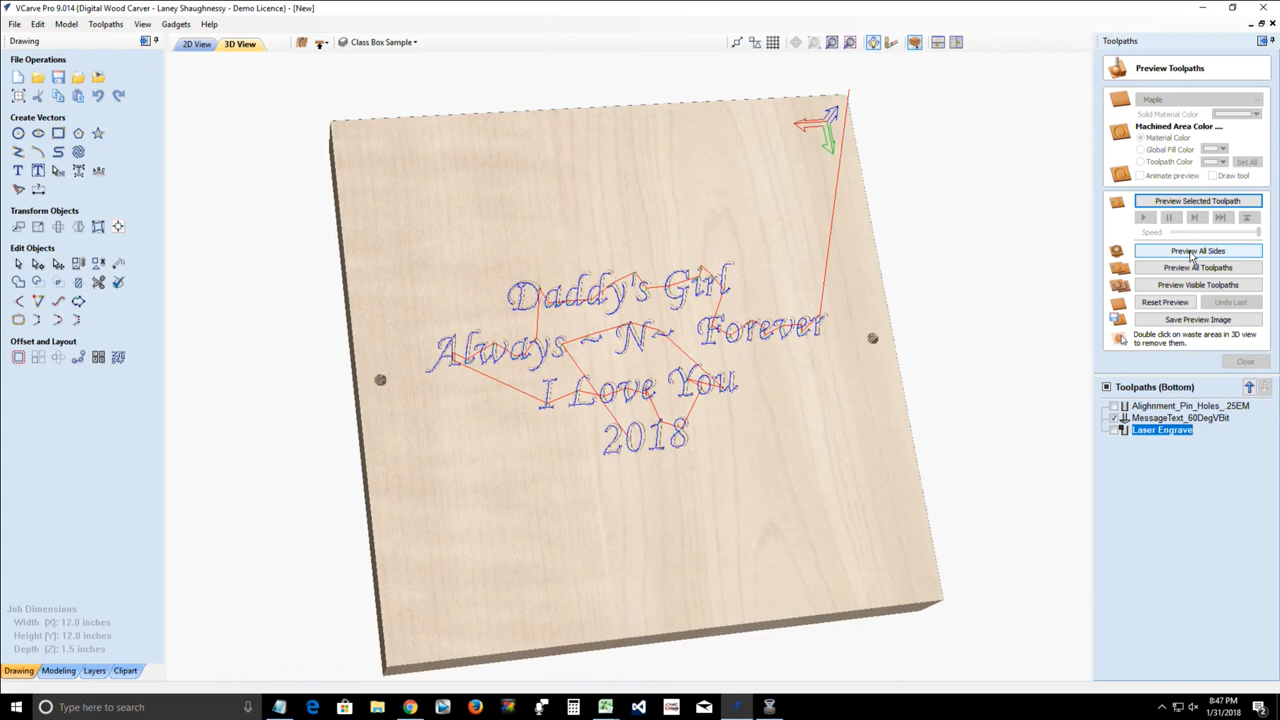 VCarve Pro 9.014 {Digital Wood Carver - Laney Shaughnessy - Demo Licence} - [New]
File Edit Model Toolpaths View Gadgets Help
Drawing
2D View 3D View Class Box Sample
Toolpaths
File Operations
Create Vectors
Transform Objects
Edit Objects
Offset and Layout
Daddy's Girl
Always ~ N~ Forever
I Love You
2018
Job Dimensions
Width (X): 12.0 inches
Height (Y): 12.0 inches
Depth (Z): 1.5 inches
Drawing Modeling Layers Clipart
Preview Toolpaths
Maple
Solid Material Color
Machined Area Color ....
Material Color
Global Fill Color
Toolpath Color Set All
Animate preview Draw tool
Preview Selected Toolpath
Speed
Preview All Sides
Preview All Toolpaths
Preview Visible Toolpaths
Reset Preview Undo Last
Save Preview Image
Double click on waste areas in 3D view
to remove them.
Close
Toolpaths (Bottom)
Alighnment_Pin_Holes_.25EM
MessageText_60DegVBit
Laser Engrave
Type here to search
8:47 PM
1/31/2018